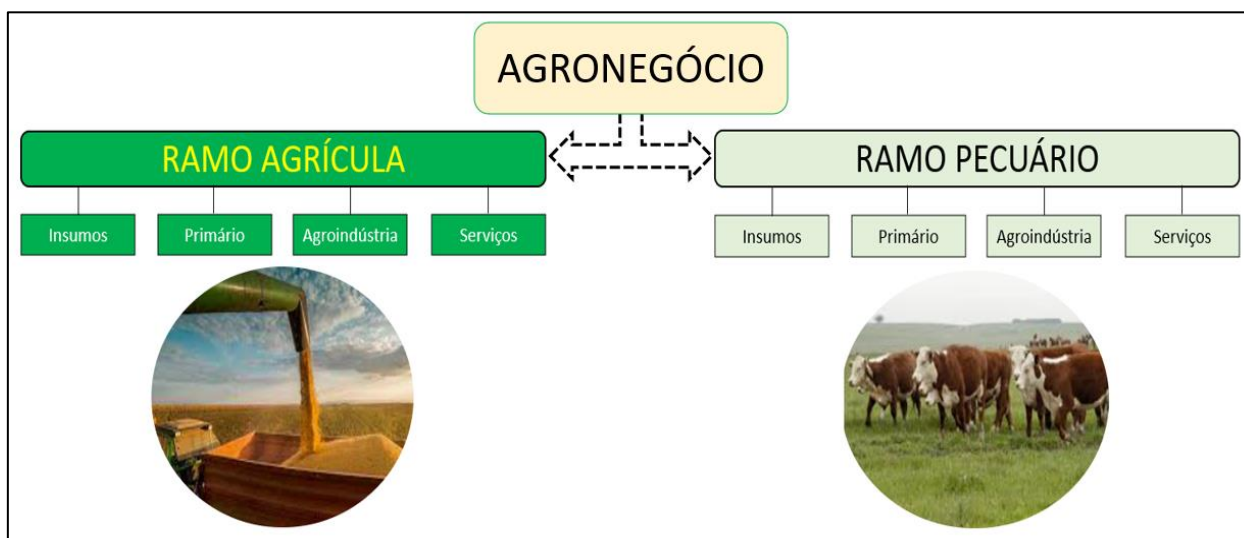 AGRONEGÓCIO
RAMO AGRÍCULA
RAMO PECUÁRIO
Insumos
Primário
Agroindústria
Serviços
Insumos
Primário
Agroindústria
Serviços